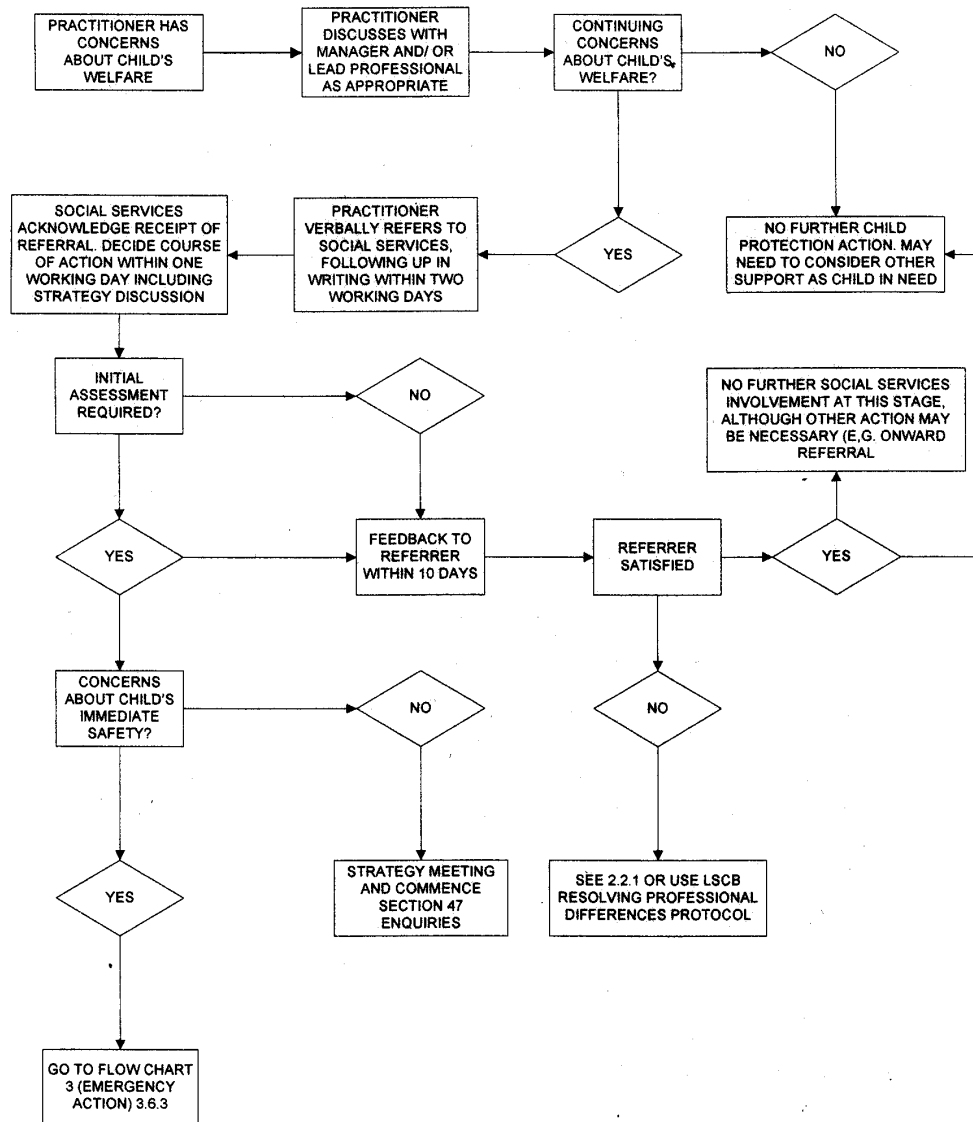 PRACTITIONER HAS
CONCERNS
ABOUT CHILD'S
WELFARE
PRACTITIONER
DISCUSSES WITH
MANAGER AND/ OR
LEAD PROFESSIONAL
AS APPROPRIATE
CONTINUING
CONCERNS
ABOUT CHILD'S
WELFARE?
NO
SOCIAL SERVICES
ACKNOWLEDGE RECEIPT OF
REFERRAL. DECIDE COURSE
OF ACTION WITHIN ONE
WORKING DAY INCLUDING
STRATEGY DISCUSSION
PRACTITIONER
VERBALLY REFERS TO
SOCIAL SERVICES,
FOLLOWING UP IN
WRITING WITHIN TWO
WORKING DAYS
YES
NO FURTHER CHILD
PROTECTION ACTION. MAY
NEED TO CONSIDER OTHER
SUPPORT AS CHILD IN NEED
INITIAL
ASSESSMENT
REQUIRED?
NO
NO FURTHER SOCIAL SERVICES
INVOLVEMENT AT THIS STAGE,
ALTHOUGH OTHER ACTION MAY
BE NECESSARY (E,G. ONWARD
REFERRAL
YES
FEEDBACK TO
REFERRER
WITHIN 10 DAYS
REFERRER
SATISFIED
YES
CONCERNS
ABOUT CHILD'S
IMMEDIATE
SAFETY?
NO
NO
YES
STRATEGY MEETING
AND COMMENCE
SECTION 47
ENQUIRIES
SEE 2.2.1 OR USE LSCB
RESOLVING PROFESSIONAL
DIFFERENCES PROTOCOL
GO TO FLOW CHART
3 (EMERGENCY
ACTION) 3.6.3